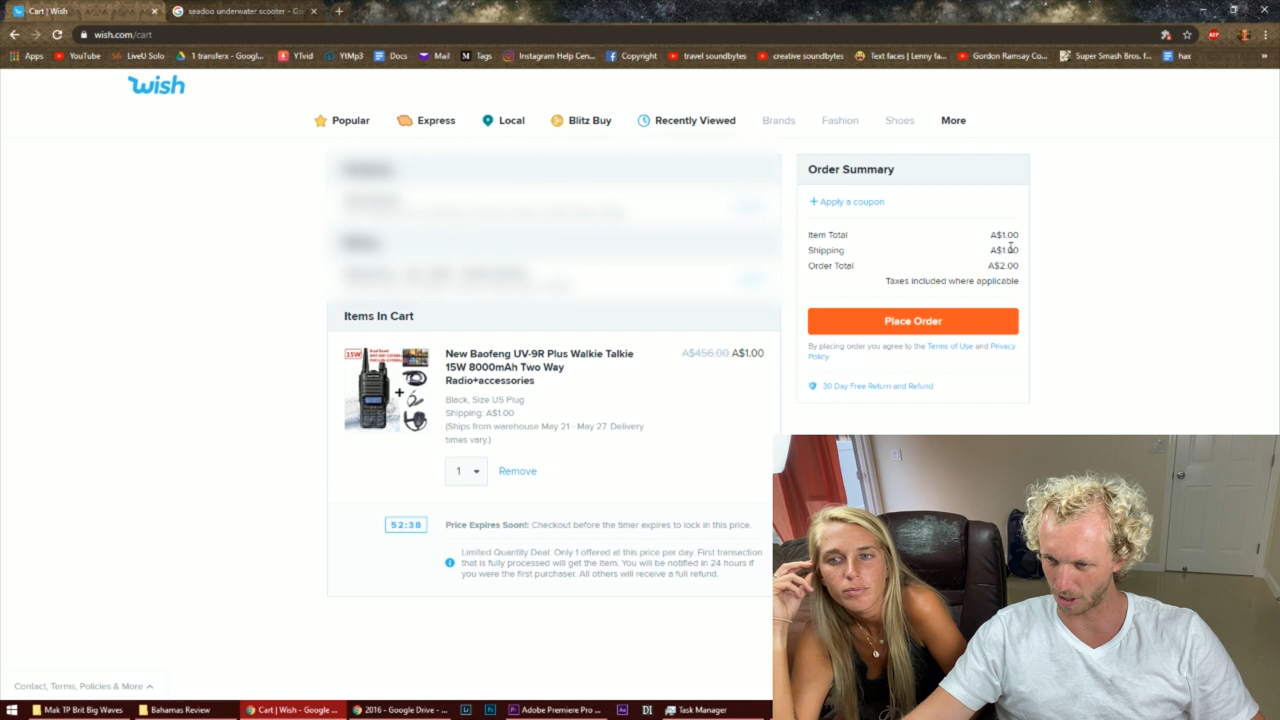 Cart | Wish
seadoo underwater scooter - Go
wish.com/cart
ABP
Apps
YouTube
LiveU Solo
1 transferx - Googl...
YTvid
YtMp3
Docs
Mail
Tags
Instagram Help Cen...
Copyright
travel soundbytes
creative soundbytes
Text faces | Lenny fa...
Gordon Ramsay Co...
Super Smash Bros. f...
hax
wish
Popular
Express
Local
Blitz Buy
Recently Viewed
Brands
Fashion
Shoes
More
Order Summary
+ Apply a coupon
Item Total A$1.00
Shipping A$1.00
Order Total A$2.00
Taxes included where applicable
Place Order
By placing order you agree to the Terms of Use and Privacy
Policy.
30 Day Free Return and Refund
Items In Cart
15W
New Baofeng UV-9R Plus Walkie Talkie
15W 8000mAh Two Way
Radio+accessories
A$456.00 A$1.00
Black, Size US Plug
Shipping: A$1.00
(Ships from warehouse May 21 - May 27. Delivery
times vary.)
1
Remove
52:38
Price Expires Soon!: Checkout before the timer expires to lock in this price.
Limited Quantity Deal. Only 1 offered at this price per day. First transaction
that is fully processed will get the item. You will be notified in 24 hours if
you were the first purchaser. All others will receive a full refund.
Contact, Terms, Policies & More
Mak TP Brit Big Waves
Bahamas Review
Cart | Wish - Google ...
2016 - Google Drive - ...
Adobe Premiere Pro ...
Task Manager